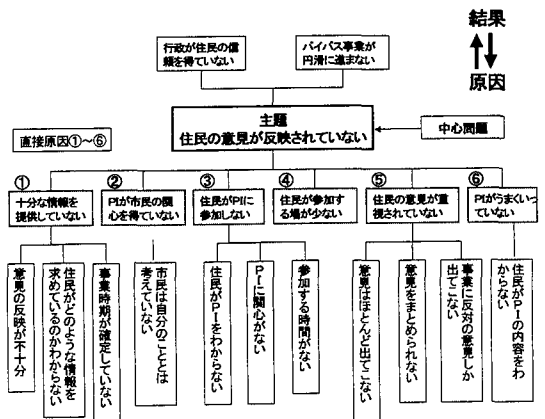 結果
原因
行政が住民の信
頼を得ていない
バイパス事業が
円滑に進まない
主題
住民の意見が反映されていない
中心問題
直接原因①~⑥
①
十分な情報を
提供していない
②
PIが市民の関
心を得ていない
③
住民がPIに
参加しない
④
住民が参加す
る場が少ない
⑤
住民の意見が重
視されていない
⑥
PIがうまくいっ
ていない
意見の反映が不十分
住民がどのような情報を
求めているのかわからない
事業時期が確定していない
市民は自分のこととは
考えていない
住民がPIをわからない
PIに関心がない
参加する時間がない
意見はほとんど出てこない
意見をまとめられない
事業に反対の意見しか
出てこない
住民がPIの内容をわ
からない